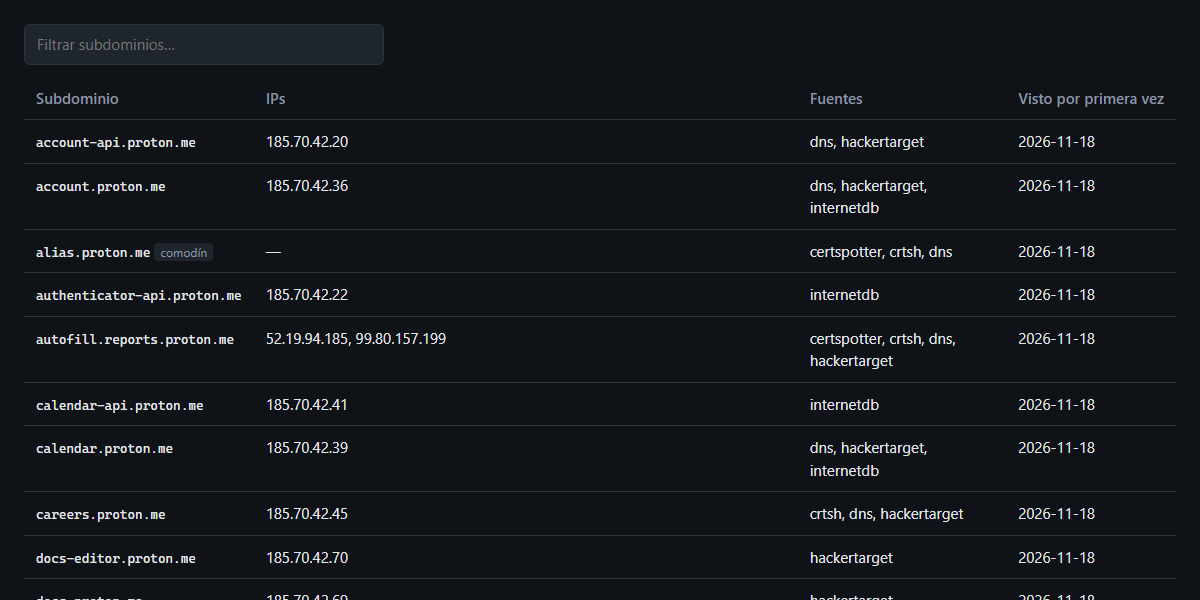 Filtrar subdominios...
Subdominio IPs Fuentes Visto por primera vez
account-api.proton.me 185.70.42.20 dns, hackertarget 2026-11-18
account.proton.me 185.70.42.36 dns, hackertarget, 2026-11-18
internetdb
alias.proton.me comodín — certspotter, crtsh, dns 2026-11-18
authenticator-api.proton.me 185.70.42.22 internetdb 2026-11-18
autofill.reports.proton.me 52.19.94.185, 99.80.157.199 certspotter, crtsh, dns, 2026-11-18
hackertarget
calendar-api.proton.me 185.70.42.41 internetdb 2026-11-18
calendar.proton.me 185.70.42.39 dns, hackertarget, 2026-11-18
internetdb
careers.proton.me 185.70.42.45 crtsh, dns, hackertarget 2026-11-18
docs-editor.proton.me 185.70.42.70 hackertarget 2026-11-18